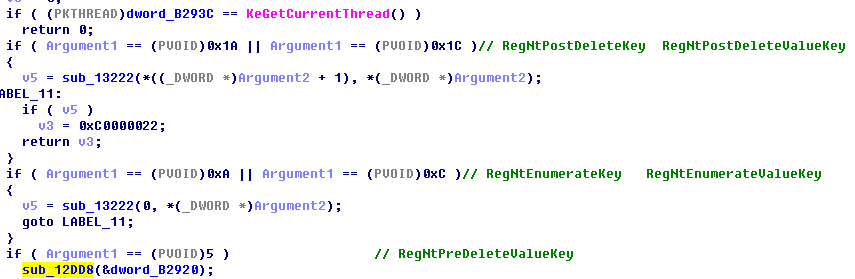 if ( (PKTHREAD)dword_B293C == KeGetCurrentThread() )
return 0;
if ( Argument1 == (PVOID)0x1A || Argument1 == (PVOID)0x1C )// RegNtPostDeleteKey  RegNtPostDeleteValueKey
{
v5 = sub_13222(*((_DWORD *)Argument2 + 1), *(_DWORD *)Argument2);
ABEL_11:
if ( v5 )
v3 = 0xC0000022;
return v3;
}
if ( Argument1 == (PVOID)0xA || Argument1 == (PVOID)0xC )// RegNtEnumerateKey   RegNtEnumerateValueKey
{
v5 = sub_13222(0, *(_DWORD *)Argument2);
goto LABEL_11;
}
if ( Argument1 == (PVOID)5 )                  // RegNtPreDeleteValueKey
sub_12DD8(&dword_B2920);